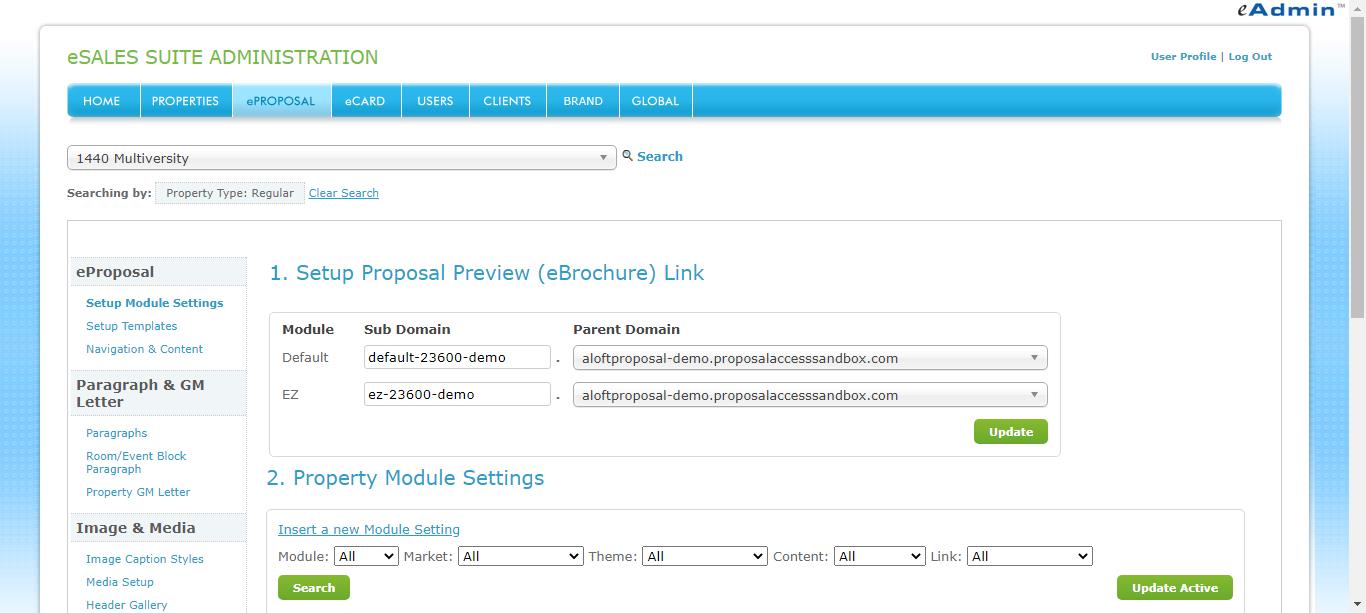 eAdmin™
eSALES SUITE ADMINISTRATION
User Profile | Log Out
HOME PROPERTIES ePROPOSAL eCARD USERS CLIENTS BRAND GLOBAL
1440 Multiversity
Search
Searching by: Property Type: Regular Clear Search
eProposal
Setup Module Settings
Setup Templates
Navigation & Content
Paragraph & GM
Letter
Paragraphs
Room/Event Block
Paragraph
Property GM Letter
Image & Media
Image Caption Styles
Media Setup
Header Gallery
1. Setup Proposal Preview (eBrochure) Link
Module Sub Domain Parent Domain
Default default-23600-demo . aloftproposal-demo.proposalaccesssandbox.com
EZ ez-23600-demo . aloftproposal-demo.proposalaccesssandbox.com
Update
2. Property Module Settings
Insert a new Module Setting
Module: All Market: All Theme: All Content: All Link: All
Search Update Active